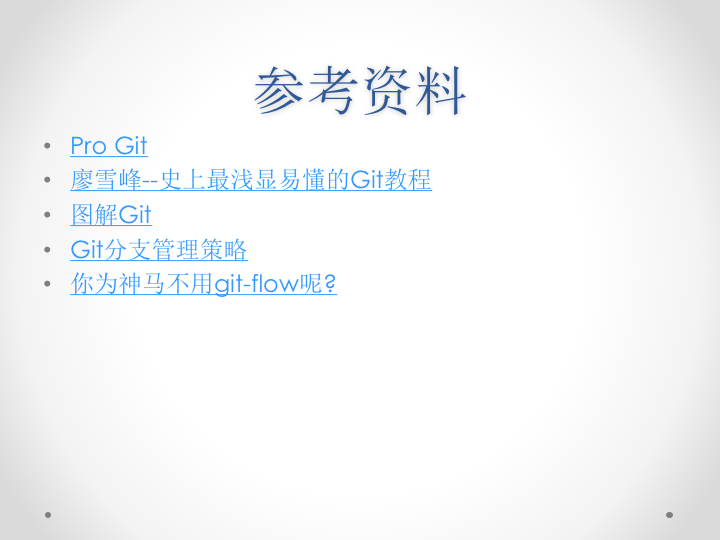 参考资料
• Pro Git
• 廖雪峰--史上最浅显易懂的Git教程
• 图解Git
• Git分支管理策略
• 你为神马不用git-flow呢?